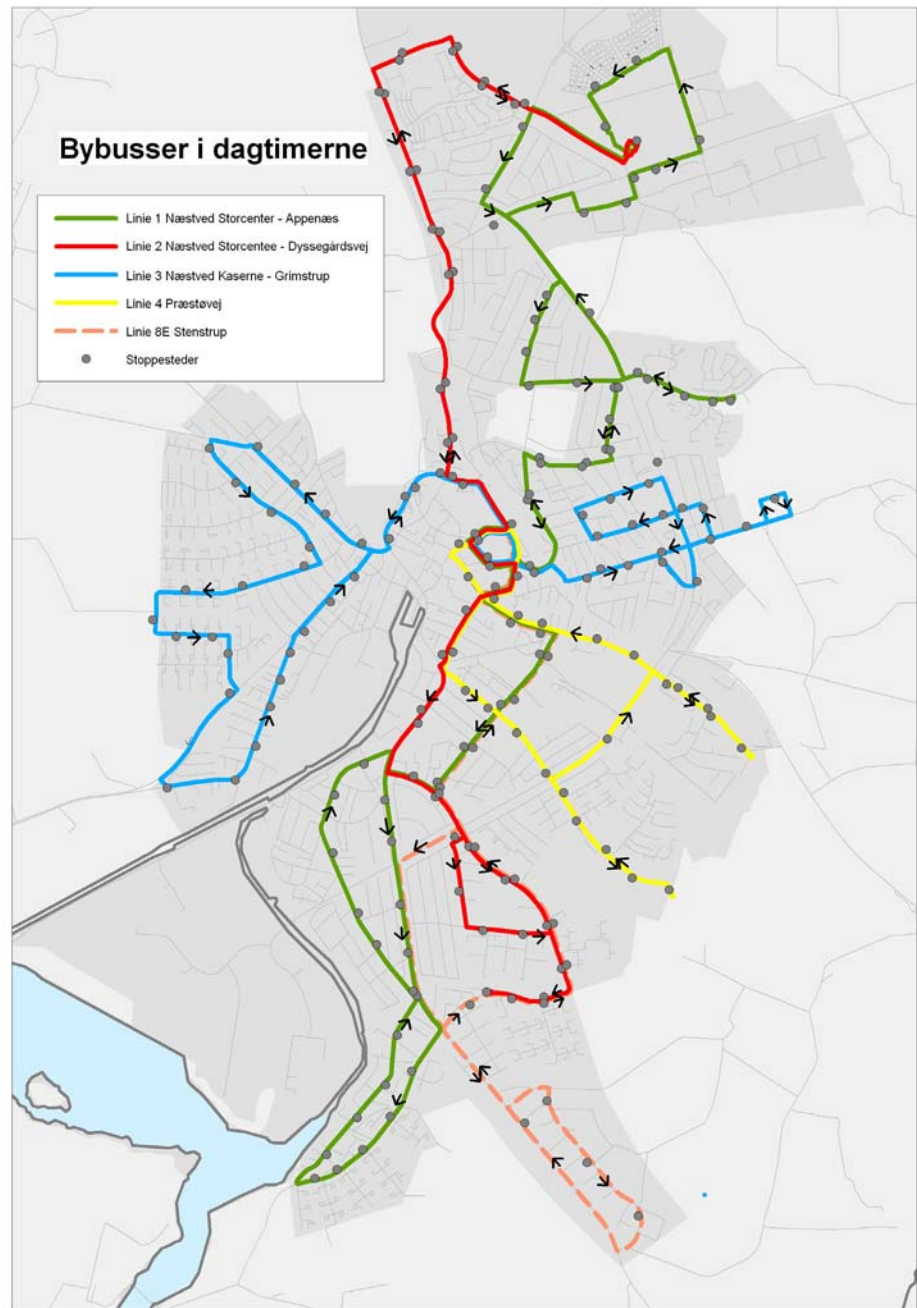 Bybusser i dagtimerne
Linie 1 Næstved Storcenter - Appenæs
Linie 2 Næstved Storcentee - Dyssegårdsvej
Linie 3 Næstved Kaserne - Grimstrup
Linie 4 Præstøvej
Linie 8E Stenstrup
Stoppesteder